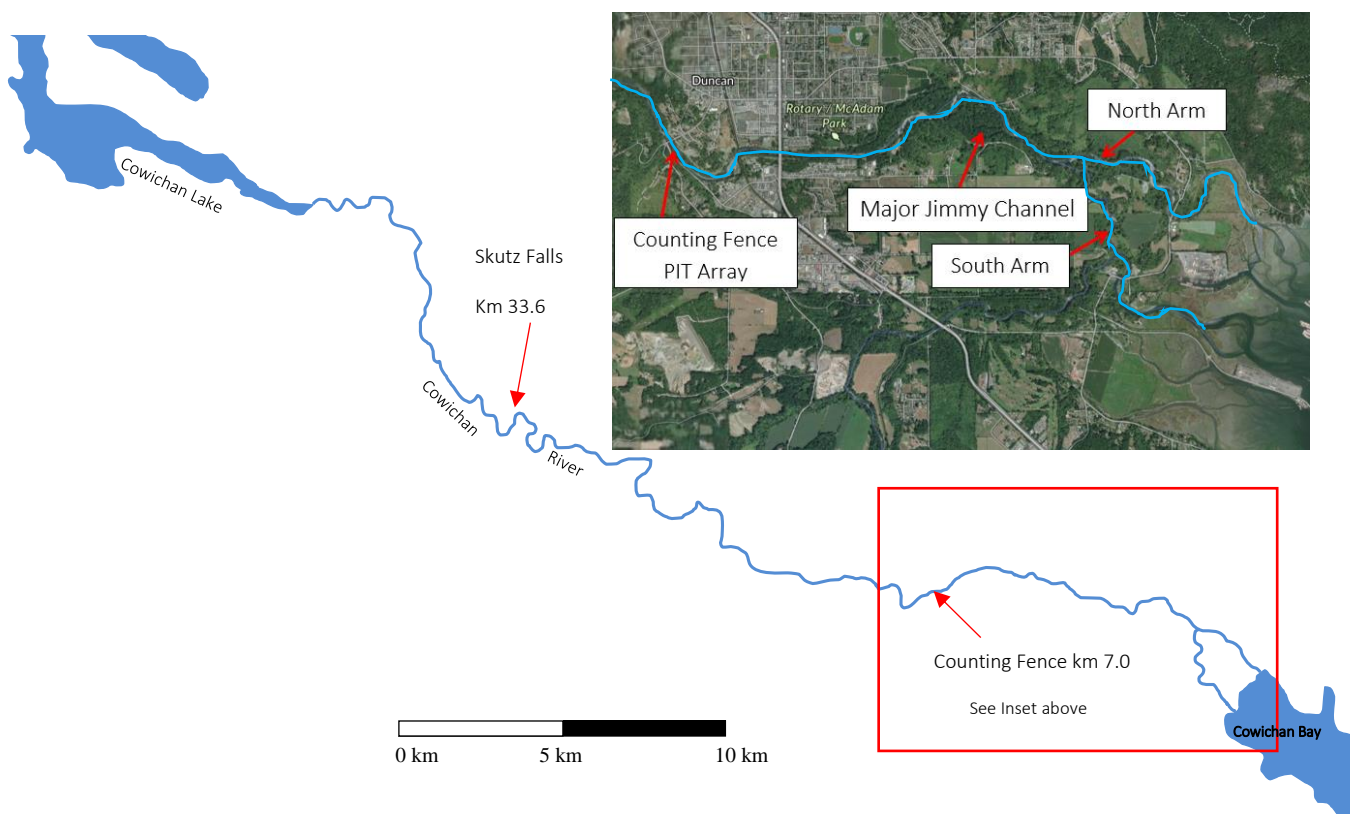 Duncan
Rotary / McAdam
Park
North Arm
Major Jimmy Channel
Counting Fence
PIT Array
South Arm
Cowichan Lake
Skutz Falls
Km 33.6
Cowichan
River
Counting Fence km 7.0
See Inset above
Cowichan Bay
0 km
5 km
10 km